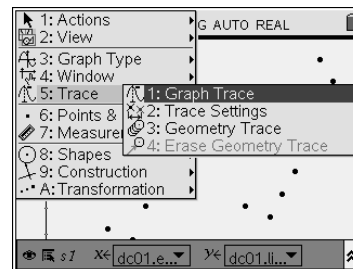 1: Actions
G AUTO REAL
2: View
3: Graph Type
4: Window
5: Trace
1: Graph Trace
2: Trace Settings
6: Points &
3: Geometry Trace
7: Measurer
4: Erase Geometry Trace
8: Shapes
9: Construction
A: Transformation
s1 x← dc01.e... y← dc01.li...